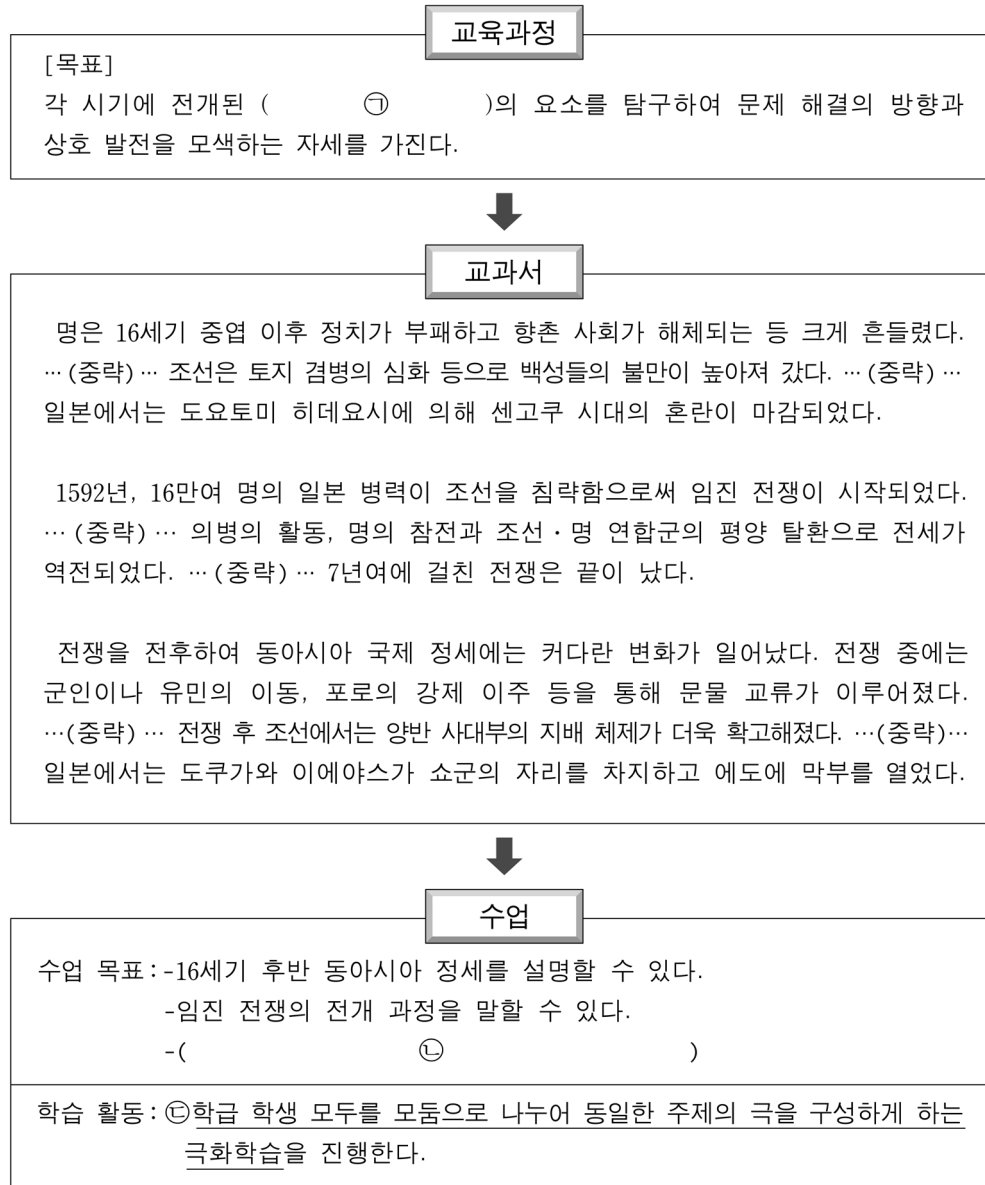 교육과정
[목표]
각 시기에 전개된 ( ㉠ )의 요소를 탐구하여 문제 해결의 방향과
상호 발전을 모색하는 자세를 가진다.
교과서
명은 16세기 중엽 이후 정치가 부패하고 향촌 사회가 해체되는 등 크게 흔들렸다.
…(중략)… 조선은 토지 겸병의 심화 등으로 백성들의 불만이 높아져 갔다. …(중략)…
일본에서는 도요토미 히데요시에 의해 센고쿠 시대의 혼란이 마감되었다.
1592년, 16만여 명의 일본 병력이 조선을 침략함으로써 임진 전쟁이 시작되었다.
…(중략)… 의병의 활동, 명의 참전과 조선·명 연합군의 평양 탈환으로 전세가
역전되었다. …(중략)… 7년여에 걸친 전쟁은 끝이 났다.
전쟁을 전후하여 동아시아 국제 정세에는 커다란 변화가 일어났다. 전쟁 중에는
군인이나 유민의 이동, 포로의 강제 이주 등을 통해 문물 교류가 이루어졌다.
…(중략)… 전쟁 후 조선에서는 양반 사대부의 지배 체제가 더욱 확고해졌다. …(중략)…
일본에서는 도쿠가와 이에야스가 쇼군의 자리를 차지하고 에도에 막부를 열었다.
수업
수업 목표:-16세기 후반 동아시아 정세를 설명할 수 있다.
-임진 전쟁의 전개 과정을 말할 수 있다.
-( ㉡ )
학습 활동:㉢학급 학생 모두를 모둠으로 나누어 동일한 주제의 극을 구성하게 하는
극화학습을 진행한다.